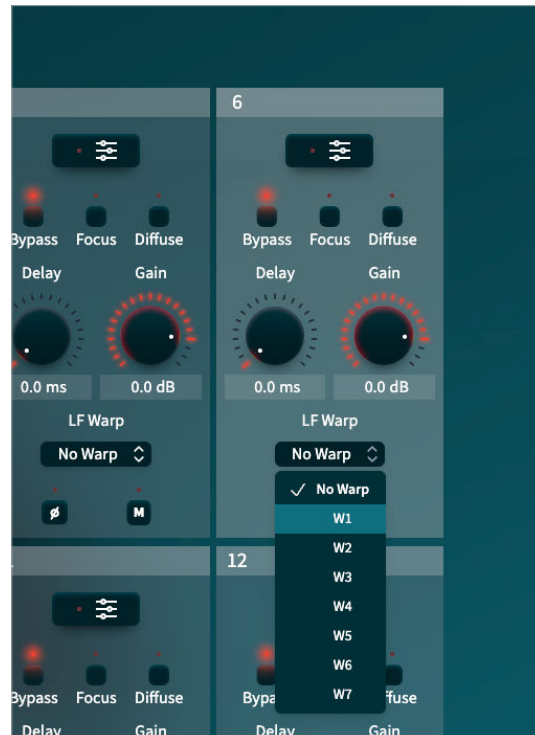 6
Bypass Focus Diffuse
Bypass Focus Diffuse
Delay Gain
Delay Gain
0.0 ms 0.0 dB
0.0 ms 0.0 dB
LF Warp
LF Warp
No Warp
No Warp
ø M
✓ No Warp
W1
W2
W3
W4
W5
W6
W7
12
Bypass Focus Diffuse
Delay Gain
Delay Gain